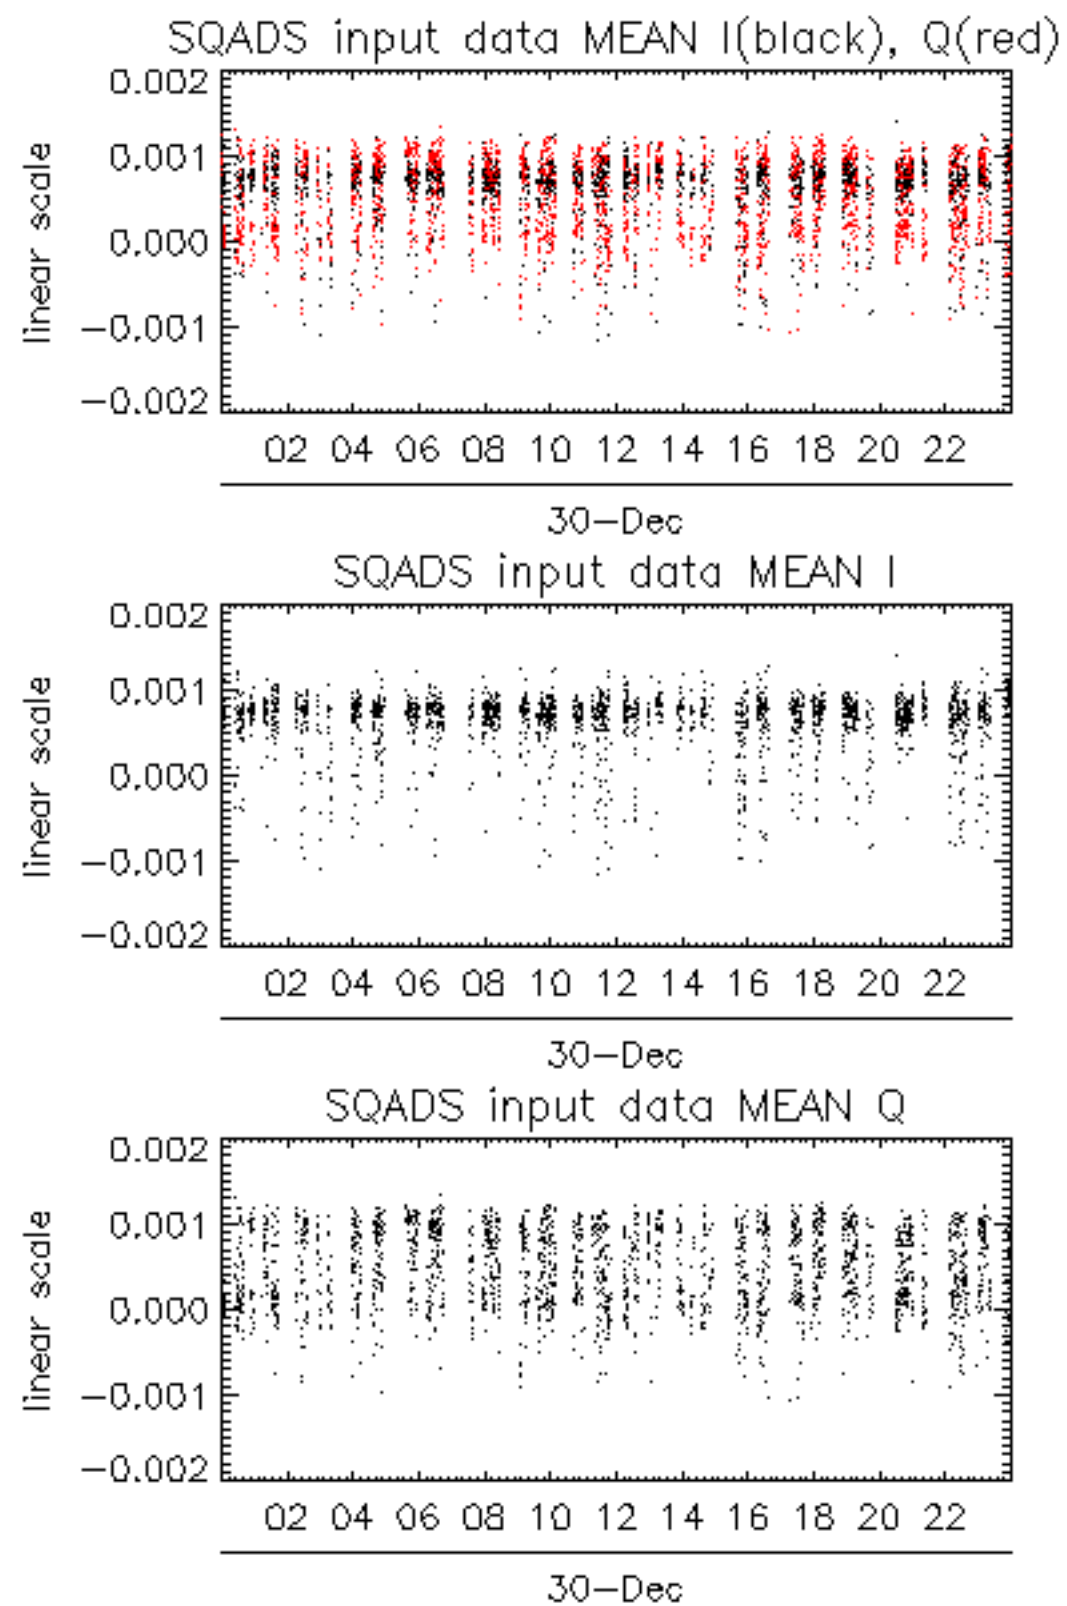 SQADS input data MEAN I(black), Q(red)
0.002
0.001
0.000
−0.001
−0.002
linear scale
02 04 06 08 10 12 14 16 18 20 22
30−Dec
SQADS input data MEAN I
0.002
0.001
0.000
−0.001
−0.002
linear scale
02 04 06 08 10 12 14 16 18 20 22
30−Dec
SQADS input data MEAN Q
0.002
0.001
0.000
−0.001
−0.002
linear scale
02 04 06 08 10 12 14 16 18 20 22
30−Dec